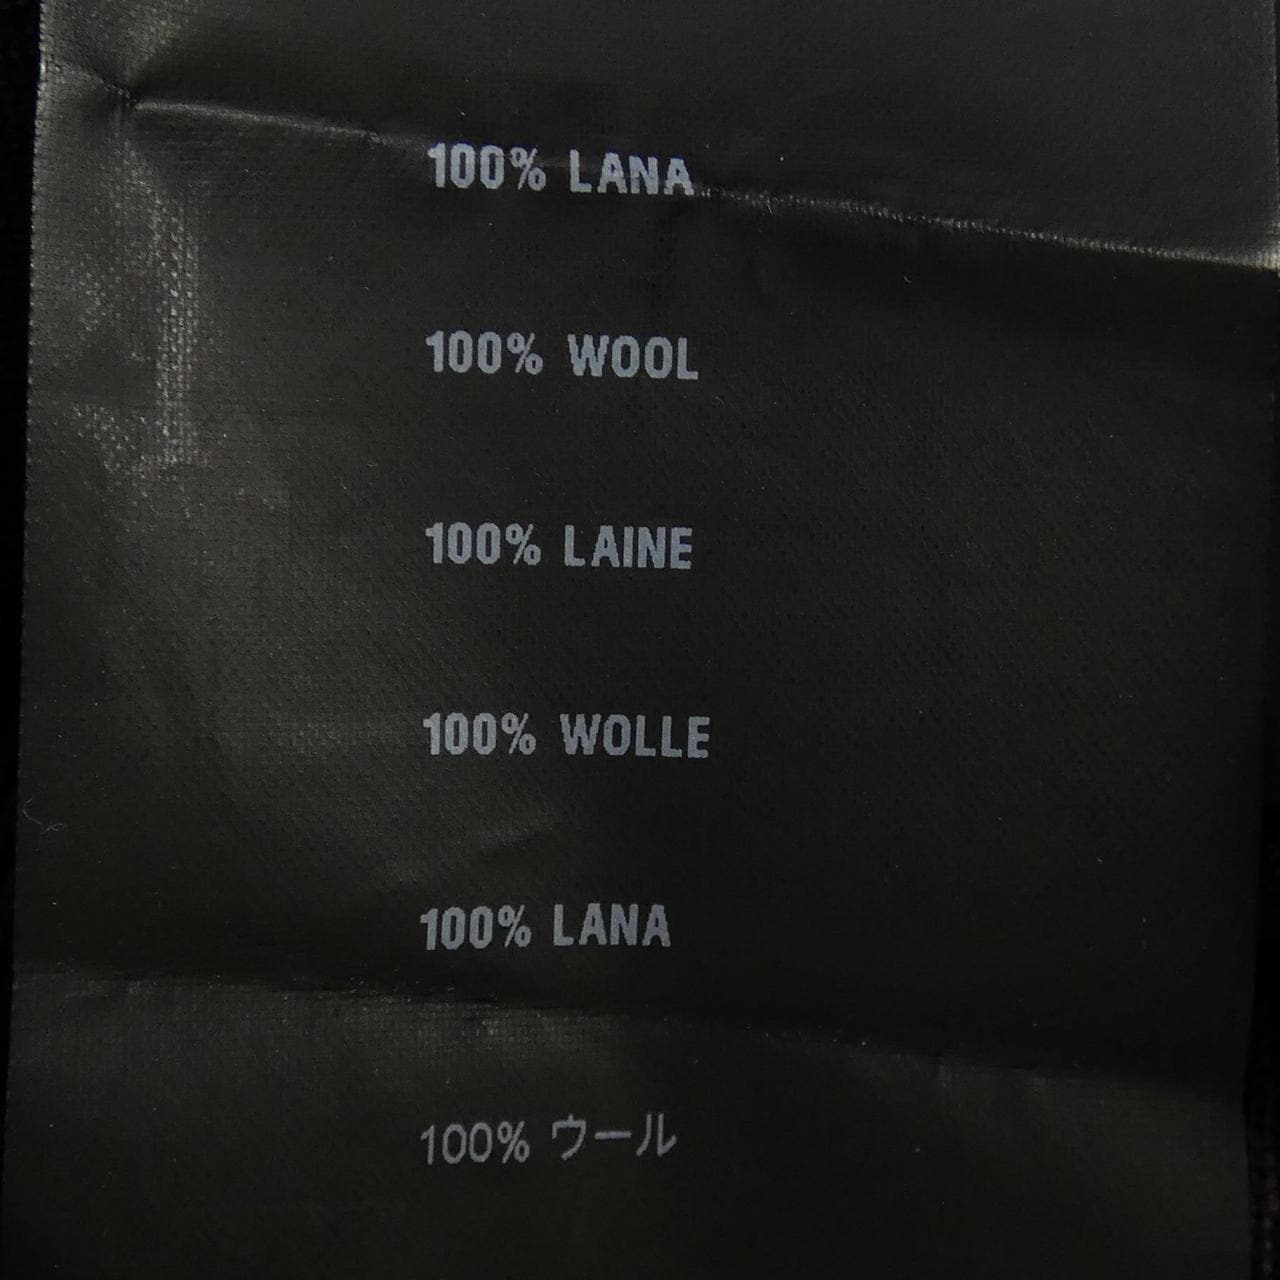 100% LANA
100% WOOL
100% LAINE
100% WOLLE
100% LANA
100% ウール